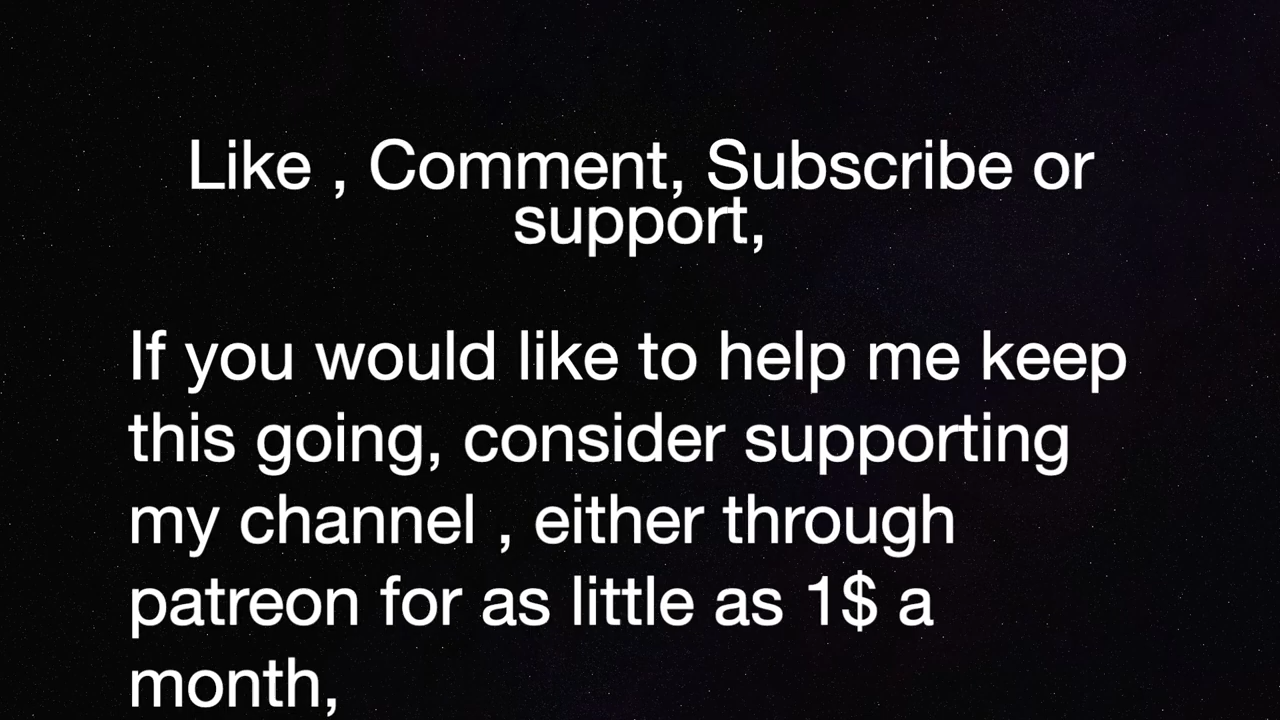 Like , Comment, Subscribe or
support,
If you would like to help me keep
this going, consider supporting
my channel , either through
patreon for as little as 1$ a
month,